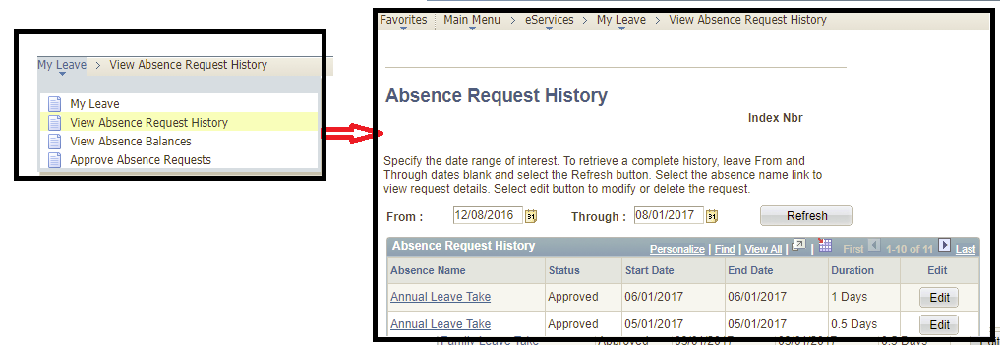 My Leave > View Absence Request History
My Leave
View Absence Request History
View Absence Balances
Approve Absence Requests
Favorites Main Menu > eServices > My Leave > View Absence Request History
Absence Request History
Index Nbr
Specify the date range of interest. To retrieve a complete history, leave From and
Through dates blank and select the Refresh button. Select the absence name link to
view request details. Select edit button to modify or delete the request.
From : 12/08/2016 31 Through : 08/01/2017 31 Refresh
Absence Request History Personalize | Find | View All | | First 1-10 of 11 Last
Absence Name Status Start Date End Date Duration Edit
Annual Leave Take Approved 06/01/2017 06/01/2017 1 Days Edit
Annual Leave Take Approved 05/01/2017 05/01/2017 0.5 Days Edit